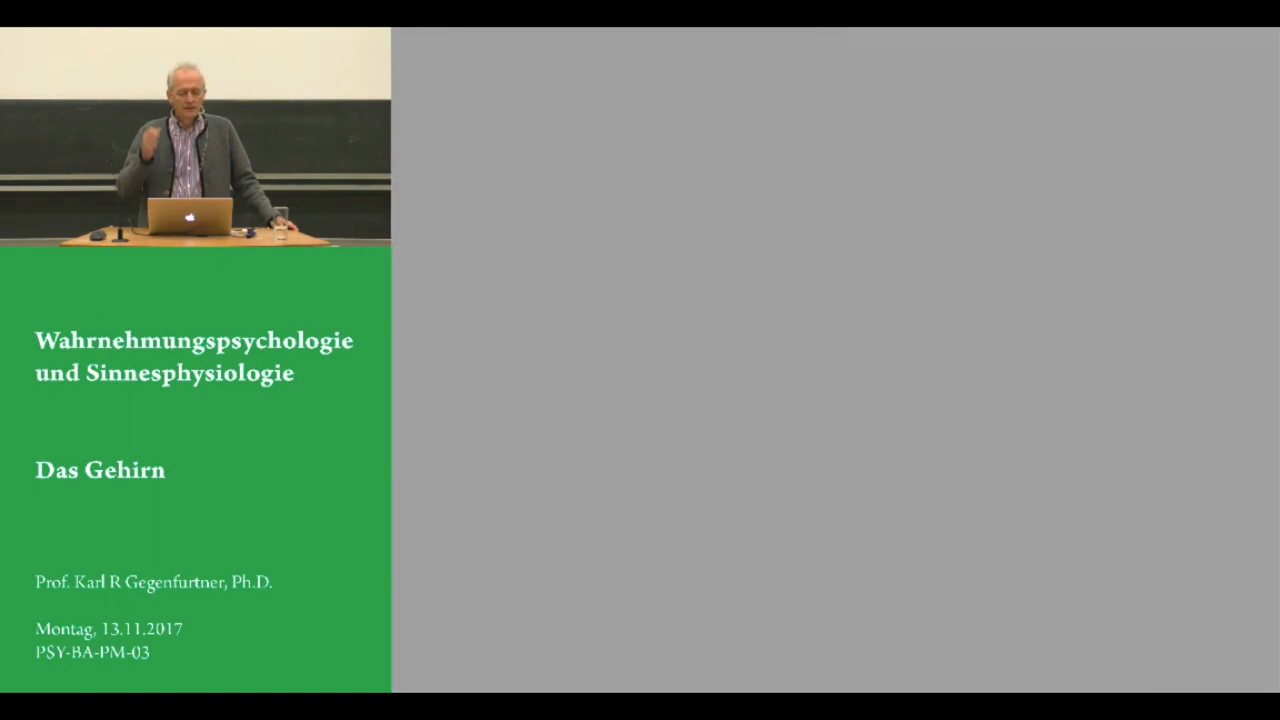 Wahrnehmungspsychologie
und Sinnesphysiologie
Das Gehirn
Prof. Karl R Gegenfurtner, Ph.D.
Montag, 13.11.2017
PSY-BA-PM-03